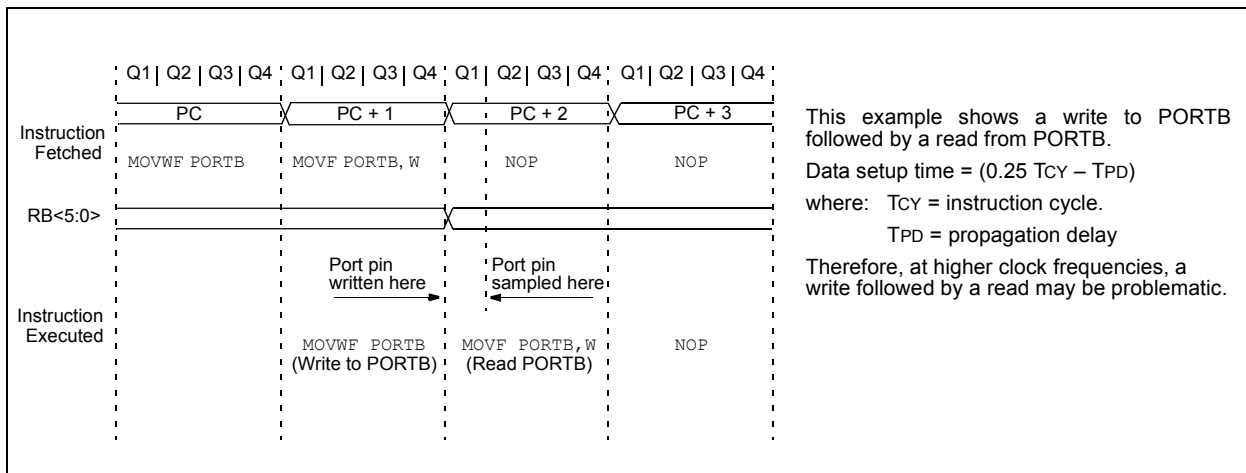 Q1 | Q2 | Q3 | Q4 Q1 | Q2 | Q3 | Q4 Q1 | Q2 | Q3 | Q4 Q1 | Q2 | Q3 | Q4
PC PC + 1 PC + 2 PC + 3
Instruction
Fetched
MOVWF PORTB MOVF PORTB, W NOP NOP
RB<5:0>
Port pin
written here
Port pin
sampled here
Instruction
Executed
MOVWF PORTB MOVF PORTB,W NOP
(Write to PORTB) (Read PORTB)
This example shows a write to PORTB
followed by a read from PORTB.
Data setup time = (0.25 TCY – TPD)
where: TCY = instruction cycle.
TPD = propagation delay
Therefore, at higher clock frequencies, a
write followed by a read may be problematic.